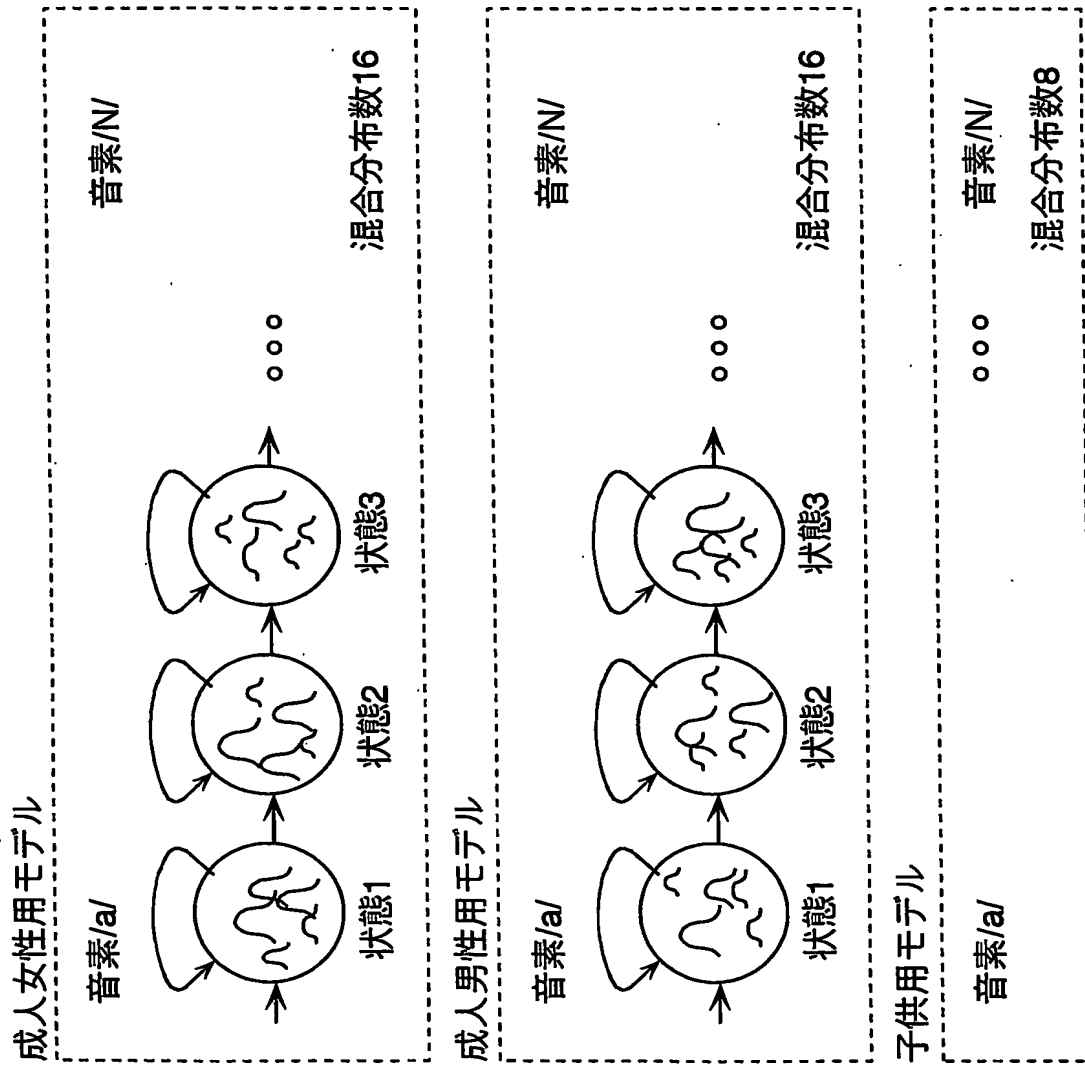 成人女性用モデル
音素/a/
音素/N/
状態1
状態2
状態3
混合分布数16
成人男性用モデル
音素/a/
音素/N/
状態1
状態2
状態3
混合分布数16
子供用モデル
音素/a/
音素/N/
混合分布数8